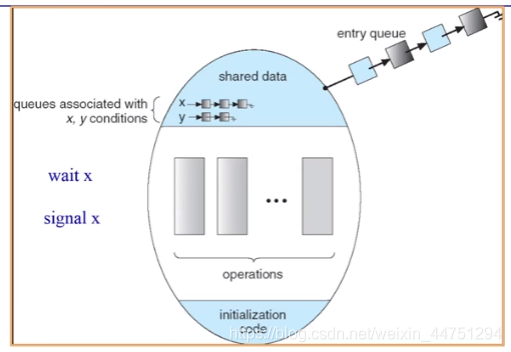 entry queue
shared data
queues associated with
x, y conditions
x
y
wait x
signal x
...
operations
initialization
code
https://blog.csdn.net/weixin_44751294